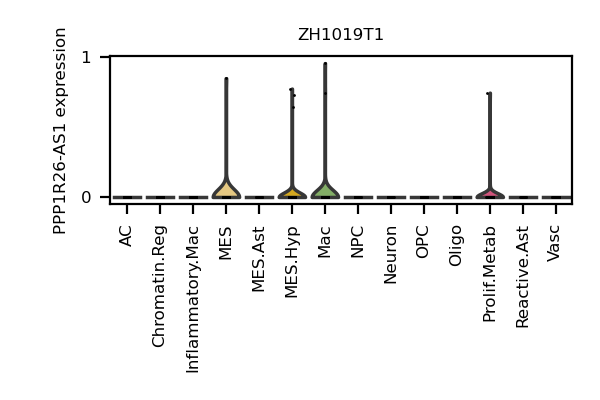 ZH1019T1
PPP1R26-AS1 expression
1
0
AC
Chromatin.Reg
Inflammatory.Mac
MES
MES.Ast
MES.Hyp
Mac
NPC
Neuron
OPC
Oligo
Prolif.Metab
Reactive.Ast
Vasc